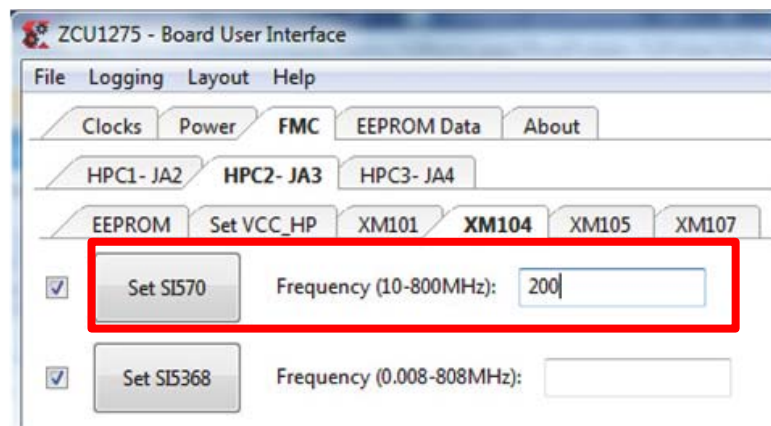 ZCU1275 - Board User Interface
File Logging Layout Help
Clocks Power FMC EEPROM Data About
HPC1- JA2 HPC2- JA3 HPC3- JA4
EEPROM Set VCC_HP XM101 XM104 XM105 XM107
Set SI570 Frequency (10-800MHz): 200
Set SI5368 Frequency (0.008-808MHz):